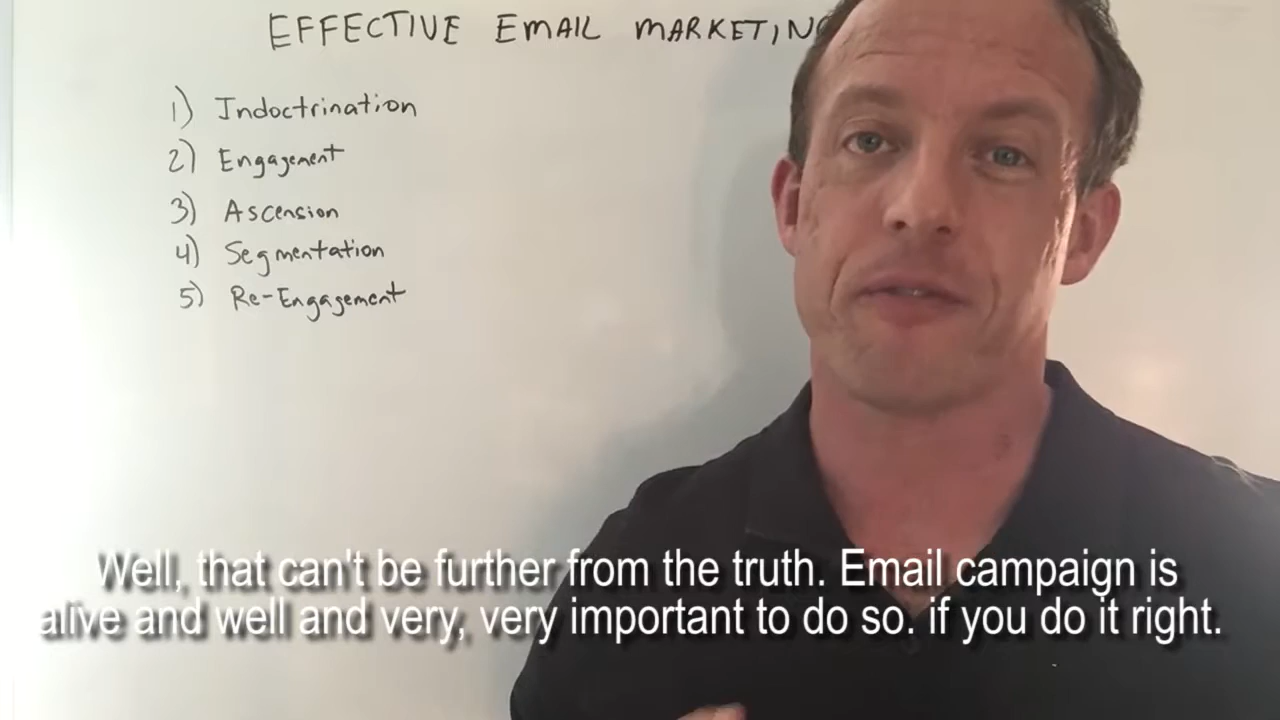 EFFECTIVE EMAIL MARKETING
1) Indoctrination
2) Engagement
3) Ascension
4) Segmentation
5) Re-Engagement
Well, that can't be further from the truth. Email campaign is
alive and well and very, very important to do so. if you do it right.